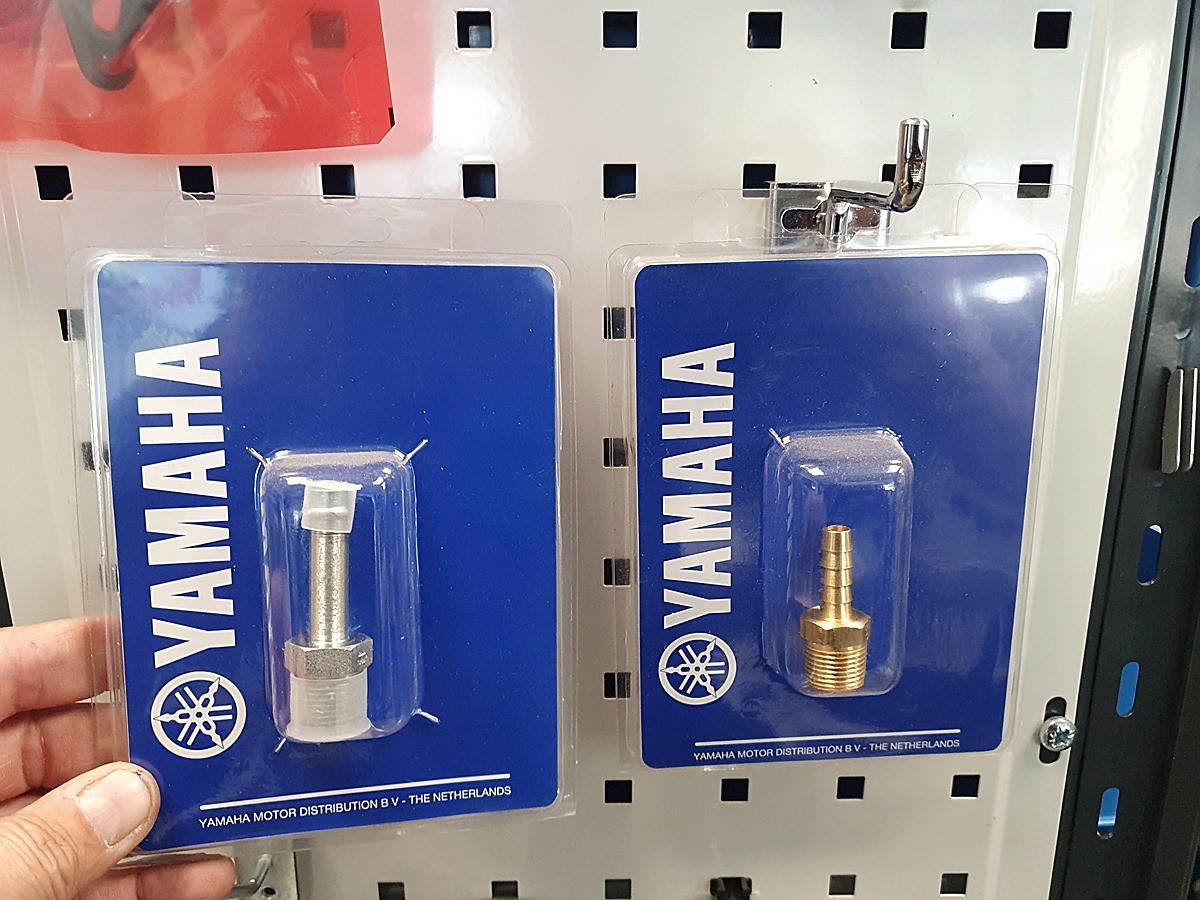 YAMAHA
YAMAHA MOTOR DISTRIBUTION B V - THE NETHERLANDS
YAMAHA
YAMAHA MOTOR DISTRIBUTION B V - THE NETHERLANDS